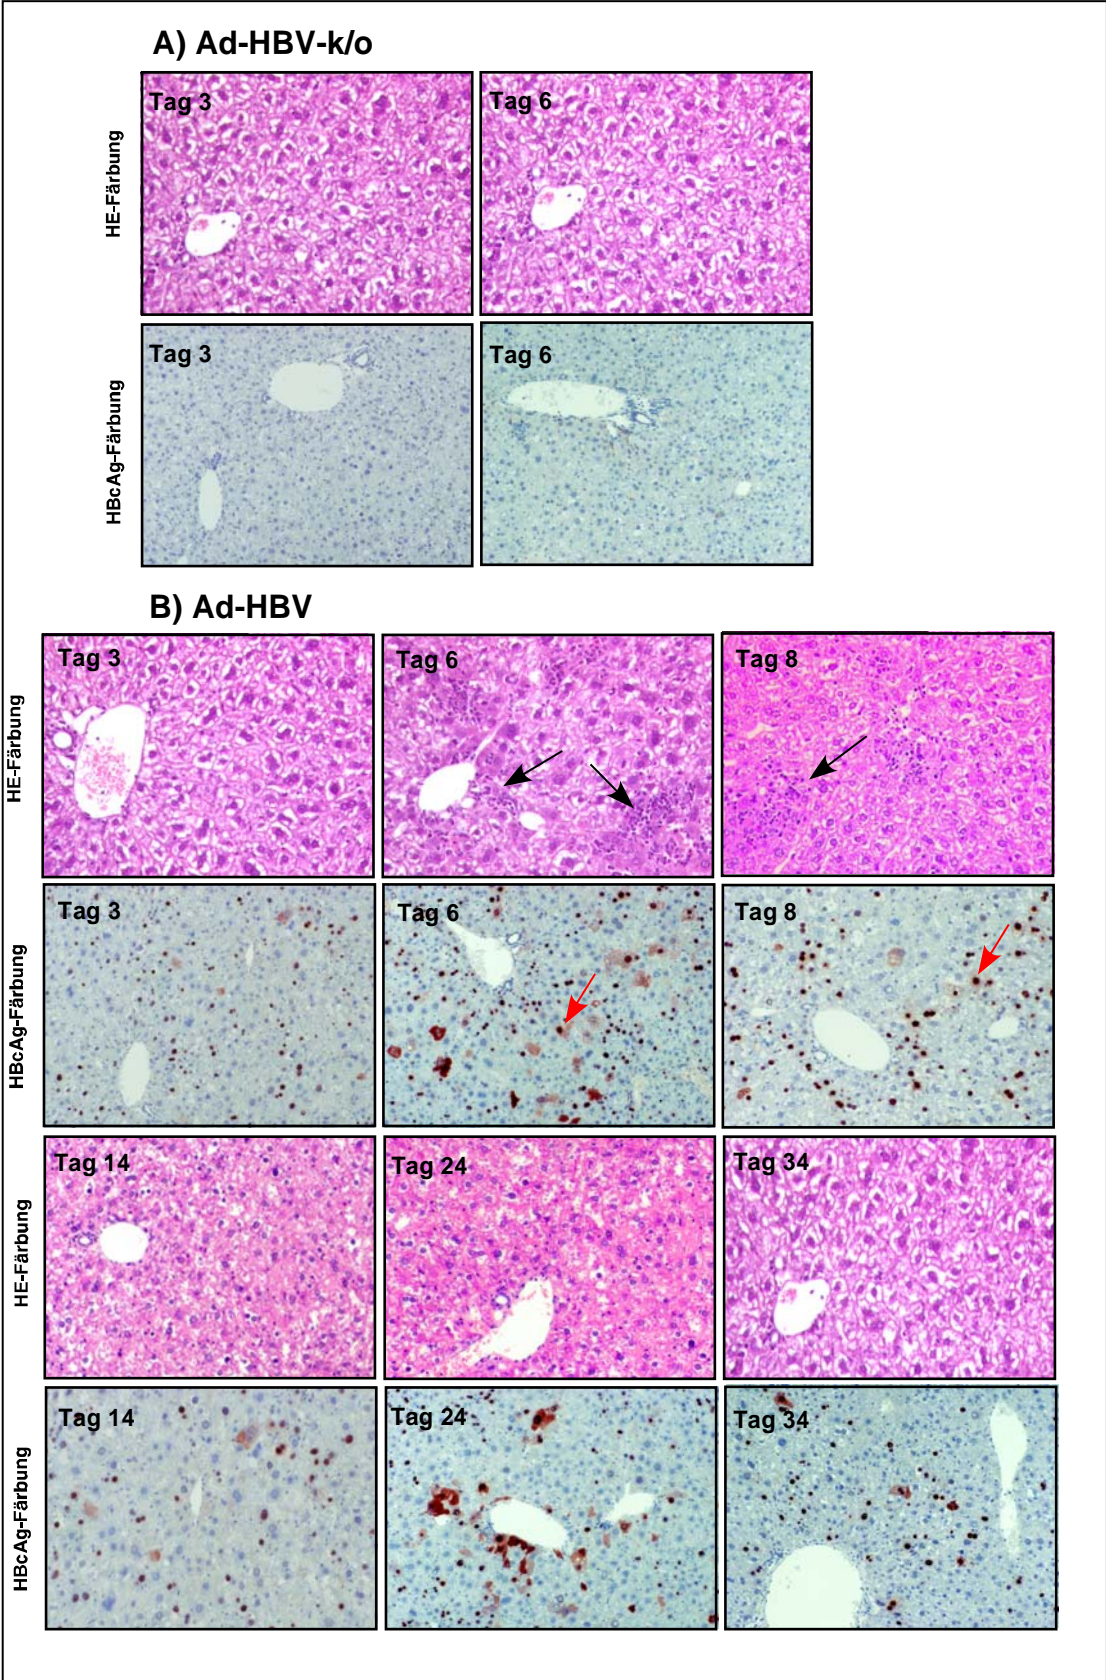 A) Ad-HBV-k/o
HE-Färbung
Tag 3
Tag 6
HBcAg-Färbung
Tag 3
Tag 6
B) Ad-HBV
HE-Färbung
Tag 3
Tag 6
Tag 8
HBcAg-Färbung
Tag 3
Tag 6
Tag 8
HE-Färbung
Tag 14
Tag 24
Tag 34
HBcAg-Färbung
Tag 14
Tag 24
Tag 34